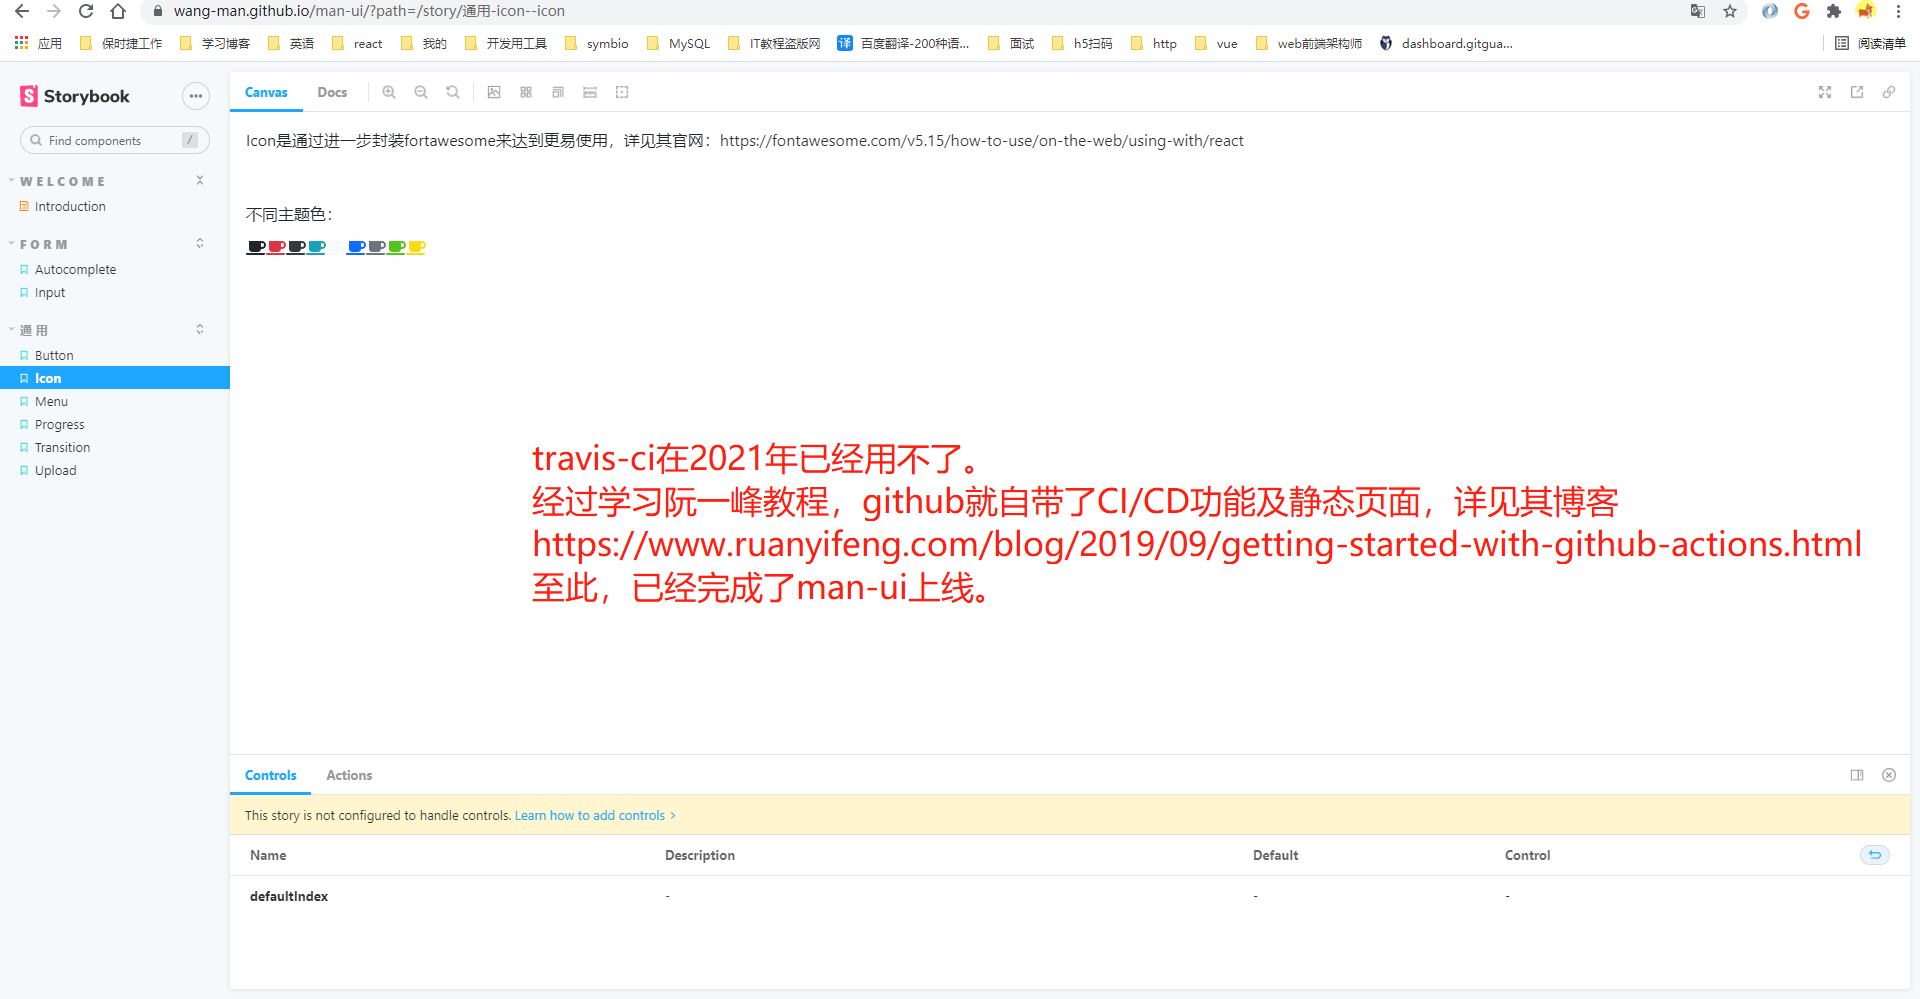 wang-man.github.io/man-ui/?path=/story/通用-icon--icon
应用 保时捷工作 学习博客 英语 react 我的 开发用工具 symbio MySQL IT教程盗版网 译 百度翻译-200种语... 面试 h5扫码 http vue web前端架构师 dashboard.gitgua... 阅读清单
Storybook
Find components /
WELCOME
Introduction
FORM
Autocomplete
Input
通用
Button
Icon
Menu
Progress
Transition
Upload
Canvas Docs
Icon是通过进一步封装fortawesome来达到更易使用，详见其官网：https://fontawesome.com/v5.15/how-to-use/on-the-web/using-with/react
不同主题色：
travis-ci在2021年已经用不了。
经过学习阮一峰教程，github就自带了CI/CD功能及静态页面，详见其博客
https://www.ruanyifeng.com/blog/2019/09/getting-started-with-github-actions.html
至此，已经完成了man-ui上线。
Controls Actions
This story is not configured to handle controls. Learn how to add controls >
Name Description Default Control
defaultIndex - - -